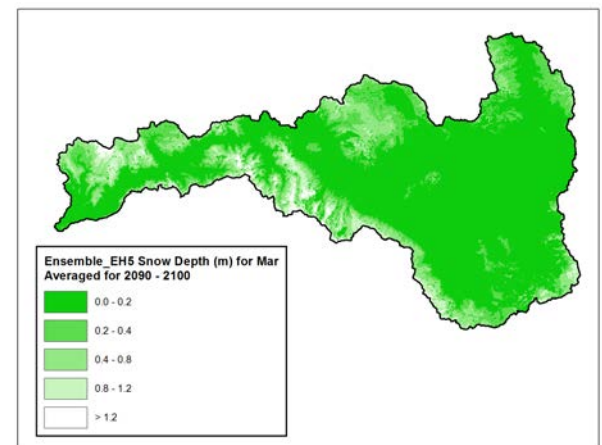 Ensemble_EH5 Snow Depth (m) for Mar
Averaged for 2090 - 2100
0.0 - 0.2
0.2 - 0.4
0.4 - 0.8
0.8 - 1.2
> 1.2